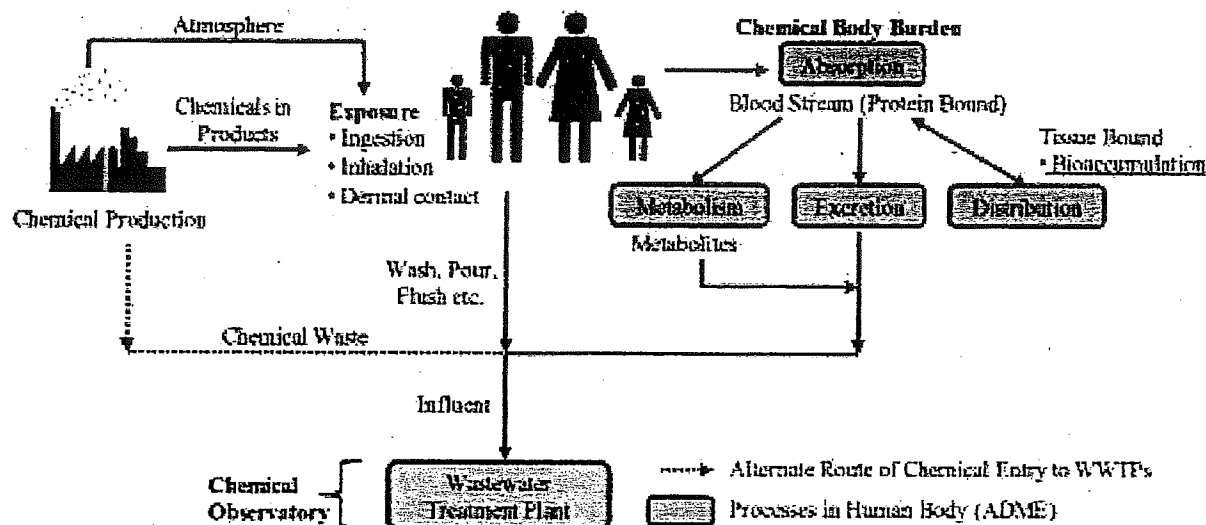 Atmosphere
Chemicals in
Products
Chemical Production
Exposure
• Ingestion
• Inhalation
• Dermal contact
Chemical Body Burden
Absorption
Blood Stream (Protein Bound)
Tissue Bound
• Bioaccumulation
Metabolism
Excretion
Distribution
Metabolites
Wash, Pour,
Flush etc.
Chemical Waste
Influent
Chemical
Observatory
Wastewater
Treatment Plant
Alternate Route of Chemical Entry to WWTPs
Processes in Human Body (ADME)